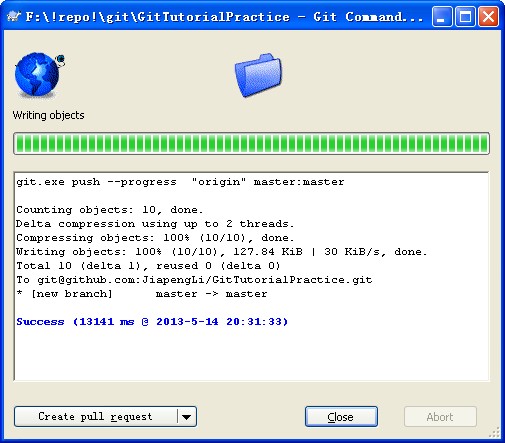 F:\!repo!\git\GitTutorialPractice - Git Command...
Writing objects
git.exe push --progress  "origin" master:master
Counting objects: 10, done.
Delta compression using up to 2 threads.
Compressing objects: 100% (10/10), done.
Writing objects: 100% (10/10), 127.84 KiB | 30 KiB/s, done.
Total 10 (delta 1), reused 0 (delta 0)
To git@github.com:JiapengLi/GitTutorialPractice.git
* [new branch]      master -> master
Success (13141 ms @ 2013-5-14 20:31:33)
Create pull request
Close
Abort